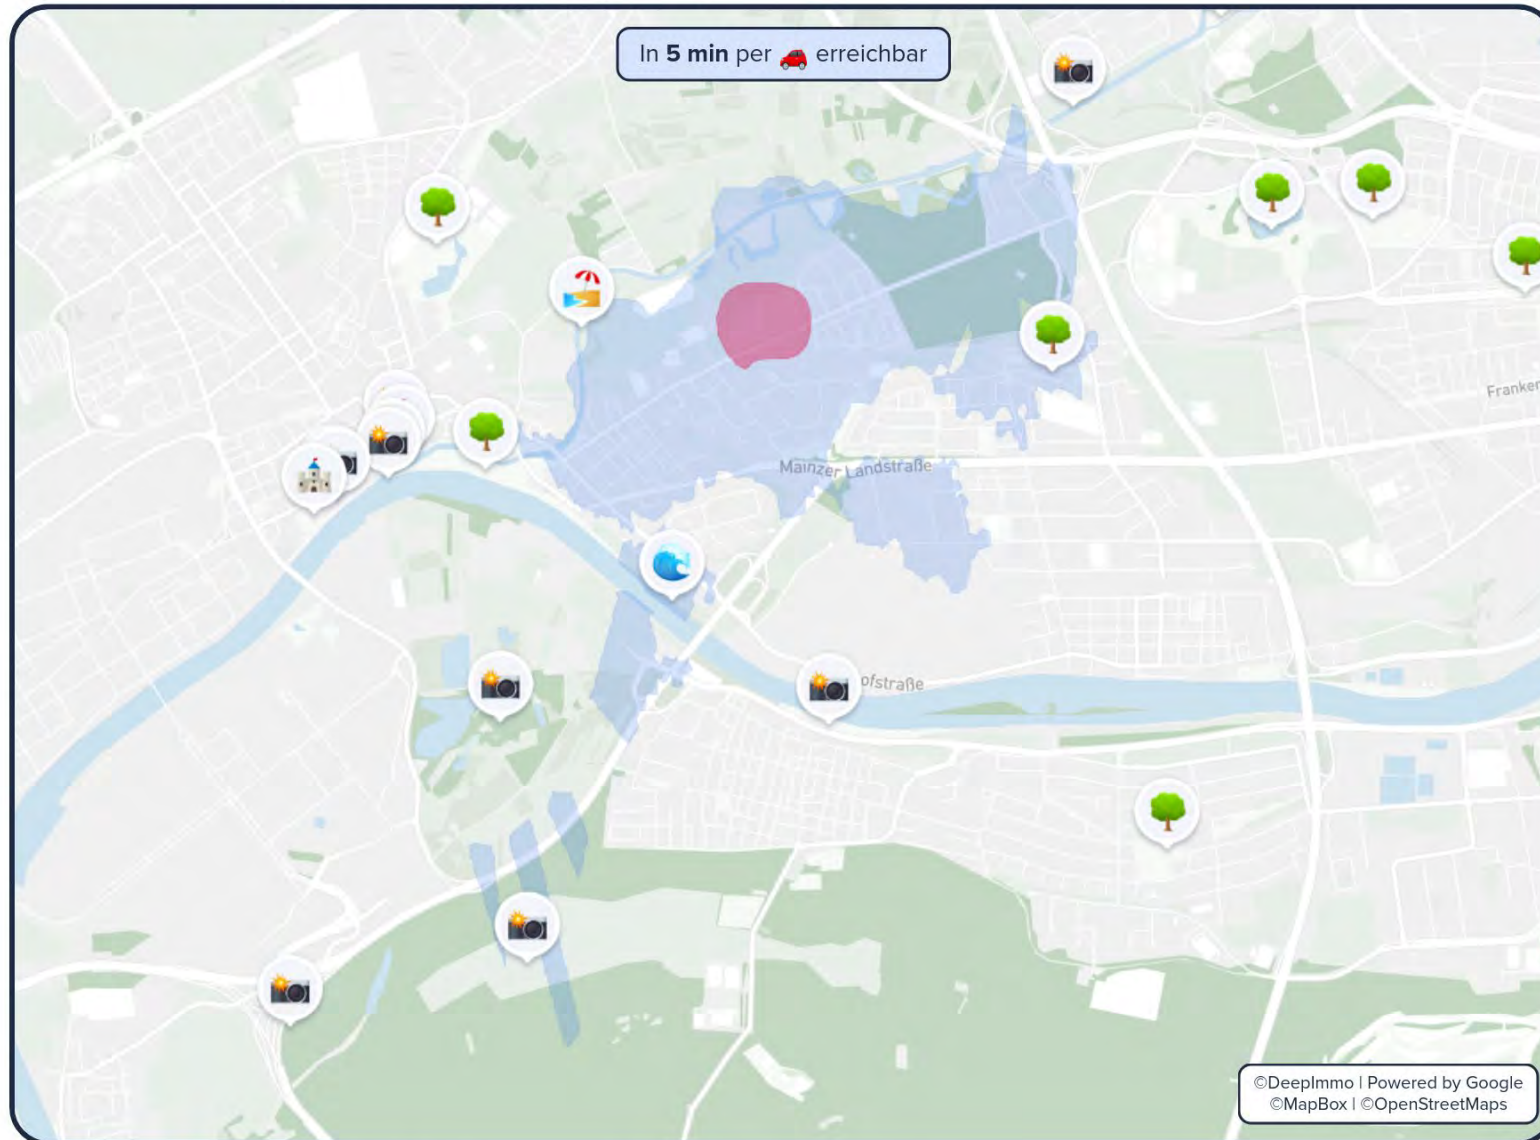 In 5 min per 🚗 erreichbar
Franken
Mainzer Landstraße
ofstraße
©DeepImmo | Powered by Google
©MapBox | ©OpenStreetMaps